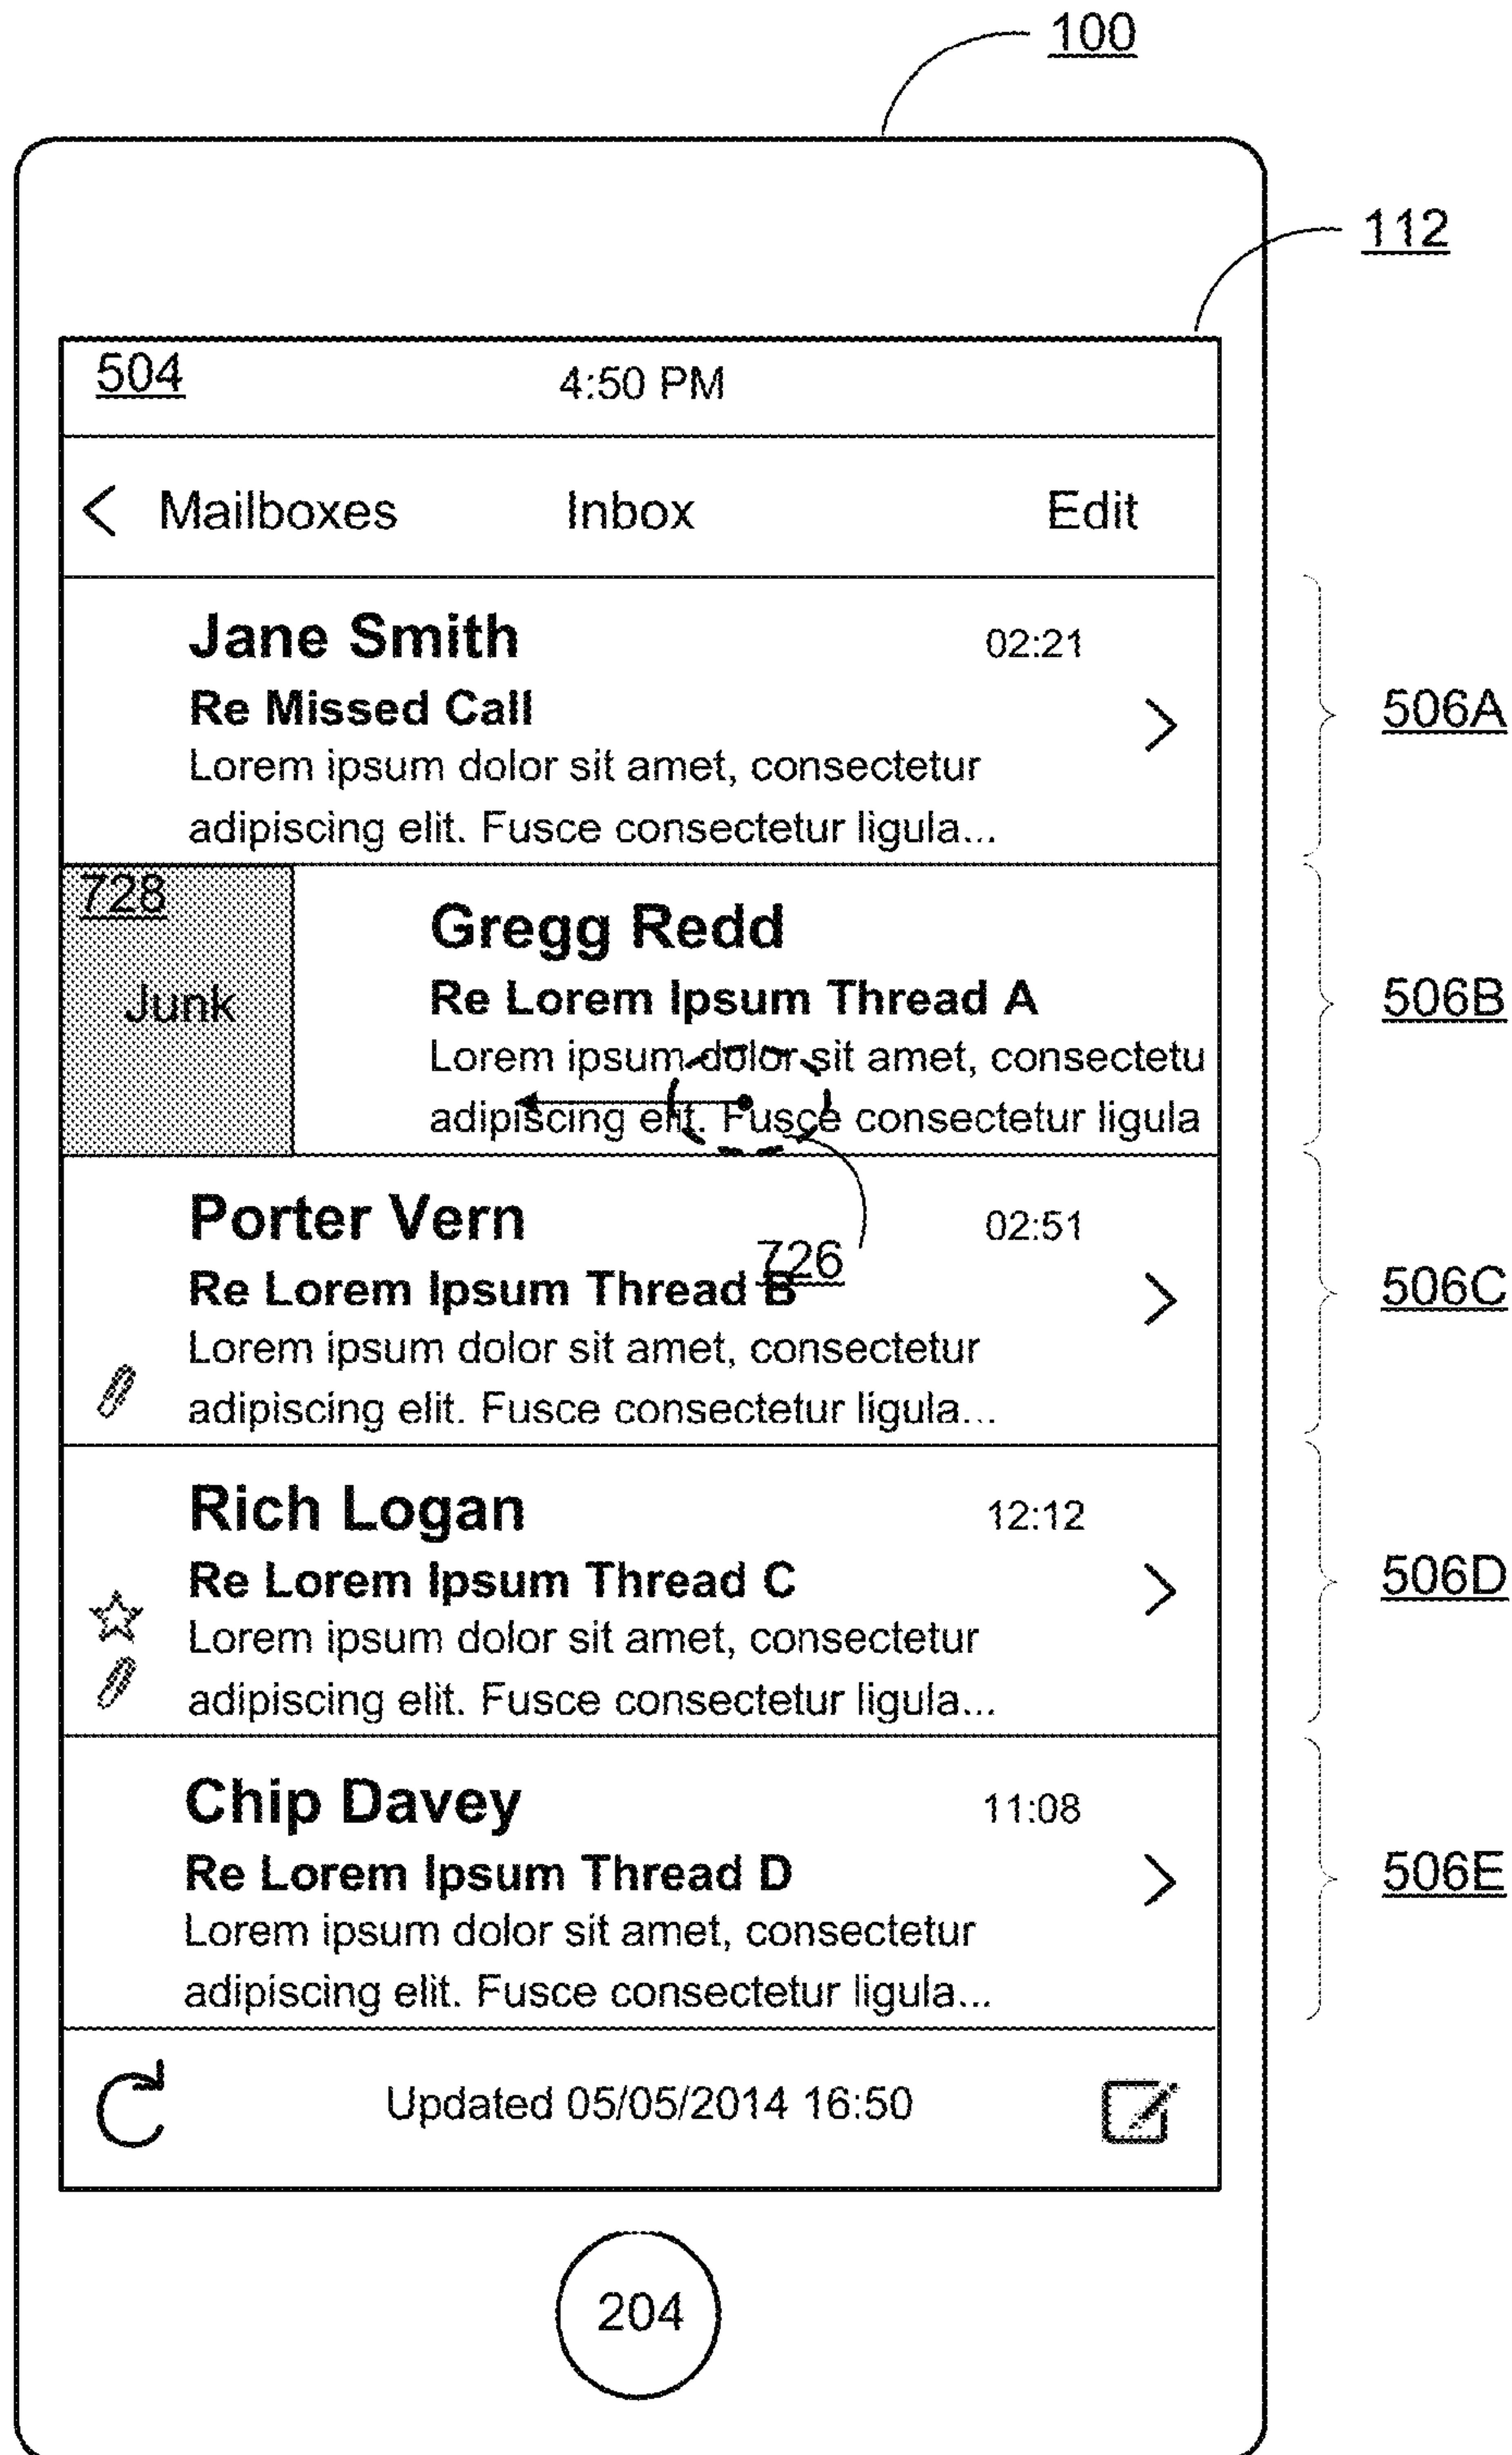 100
112
504 4:50 PM
< Mailboxes Inbox Edit
Jane Smith 02:21
Re Missed Call
506A
Lorem ipsum dolor sit amet, consectetur
adipiscing elit. Fusce consectetur ligula...
728
Junk
Gregg Redd
Re Lorem Ipsum Thread A
506B
Lorem ipsum dolor sit amet, consectetu
adipiscing elit. Fusce consectetur ligula
Porter Vern 02:51
726
Re Lorem Ipsum Thread B
506C
Lorem ipsum dolor sit amet, consectetur
adipiscing elit. Fusce consectetur ligula...
Rich Logan 12:12
Re Lorem Ipsum Thread C
506D
Lorem ipsum dolor sit amet, consectetur
adipiscing elit. Fusce consectetur ligula...
Chip Davey 11:08
Re Lorem Ipsum Thread D
506E
Lorem ipsum dolor sit amet, consectetur
adipiscing elit. Fusce consectetur ligula...
Updated 05/05/2014 16:50
204